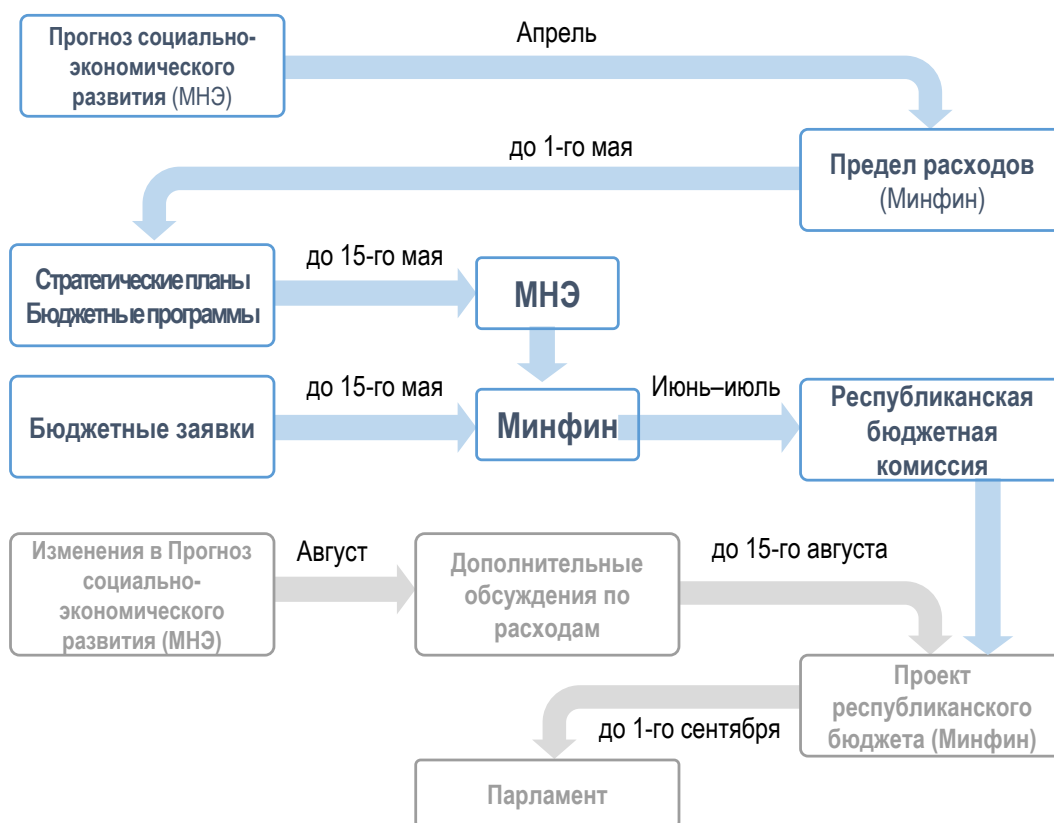 Прогноз социально-
экономического
развития (МНЭ)
Апрель
до 1-го мая
Предел расходов
(Минфин)
Стратегические планы
Бюджетные программы
до 15-го мая
МНЭ
Бюджетные заявки
до 15-го мая
Минфин
Июнь–июль
Республиканская
бюджетная
комиссия
Изменения в Прогноз
социально-
экономического
развития (МНЭ)
Август
Дополнительные
обсуждения по
расходам
до 15-го августа
Проект
республиканского
бюджета (Минфин)
до 1-го сентября
Парламент